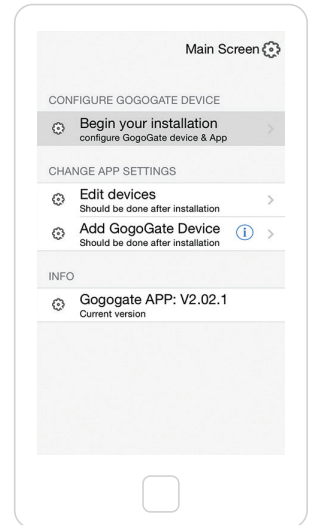 Main Screen
CONFIGURE GOGOGATE DEVICE
Begin your installation
configure GogoGate device & App
CHANGE APP SETTINGS
Edit devices
Should be done after installation
Add GogoGate Device
Should be done after installation
INFO
Gogogate APP: V2.02.1
Current version